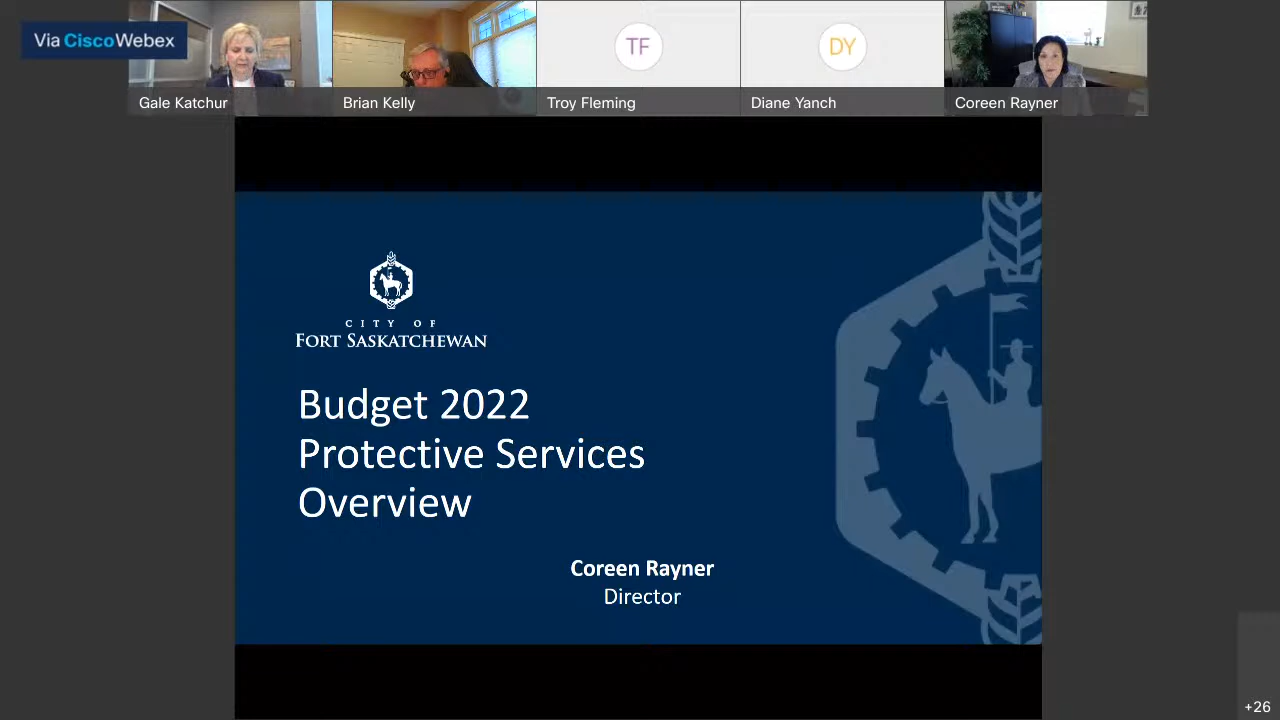 Via CiscoWebex
Gale Katchur
Brian Kelly
TF
Troy Fleming
DY
Diane Yanch
Coreen Rayner
CITY OF
FORT SASKATCHEWAN
Budget 2022
Protective Services
Overview
Coreen Rayner
Director
+26